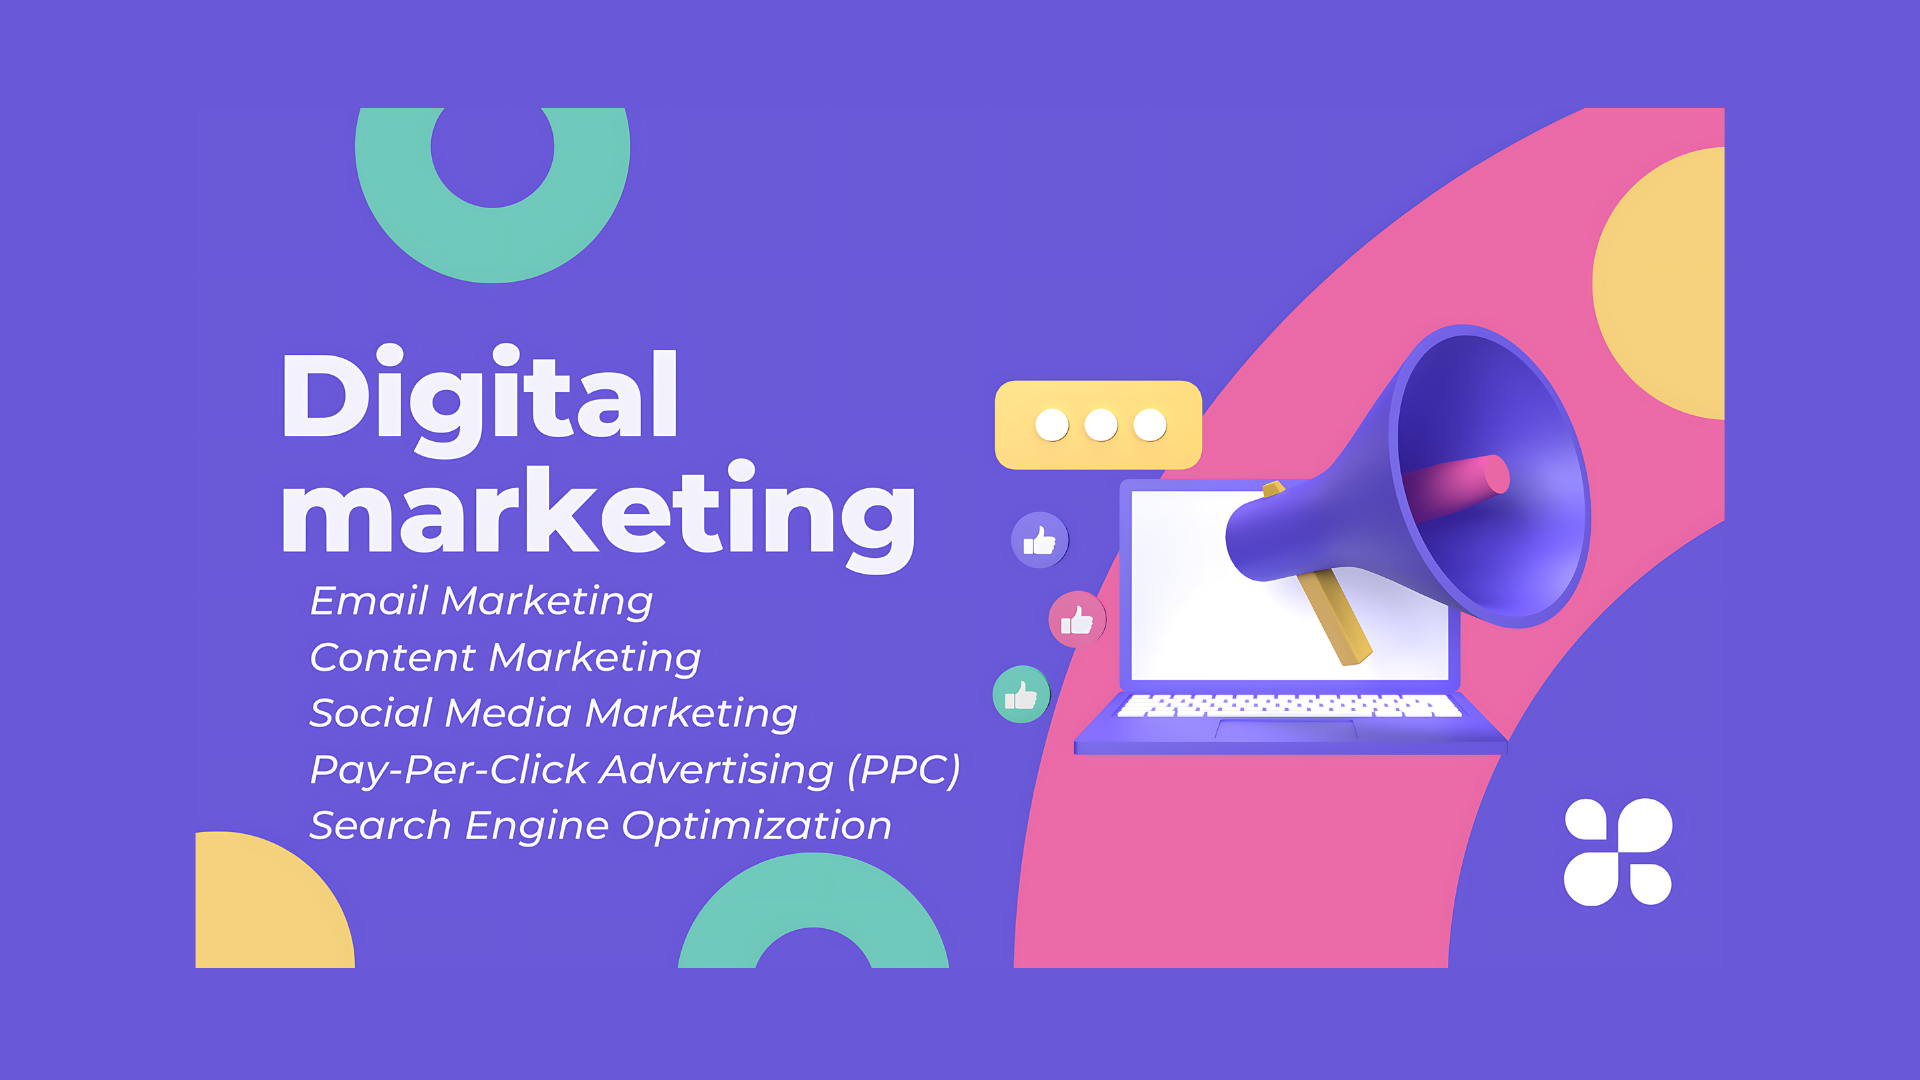 Digital
marketing
Email Marketing
Content Marketing
Social Media Marketing
Pay-Per-Click Advertising (PPC)
Search Engine Optimization